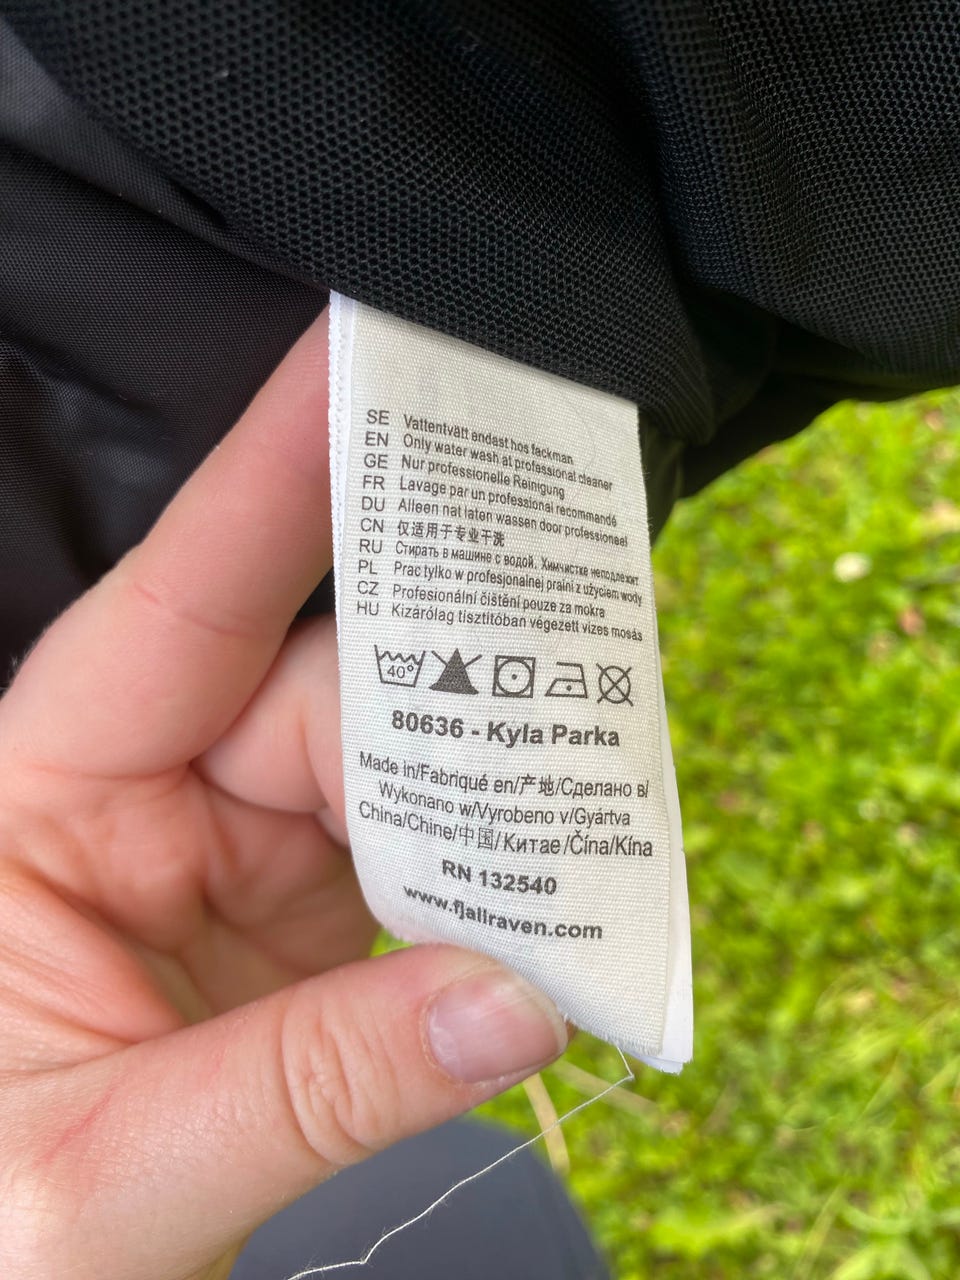 SE Vattentvätt endast hos fackman
EN Only water wash at professional cleaner
GE Nur professionelle Reinigung
FR Lavage par un professional recommandé
DU Alleen nat laten wassen door professioneel
CN 仅适用于专业干洗
RU Стирать в машине с водой. Химчистке неподлежит
PL Prac tylko w profesjonalnej pralni z użyciem wody
CZ Profesionální čištění pouze za mokra
HU Kizárólag tisztítóban végezett vizes mosás
40°
80636 - Kyla Parka
Made in/Fabriqué en/产地/Сделано в/
Wykonano w/Vyrobeno v/Gyártva
China/Chine/中国/Китае/Čína/Kína
RN 132540
www.fjallraven.com